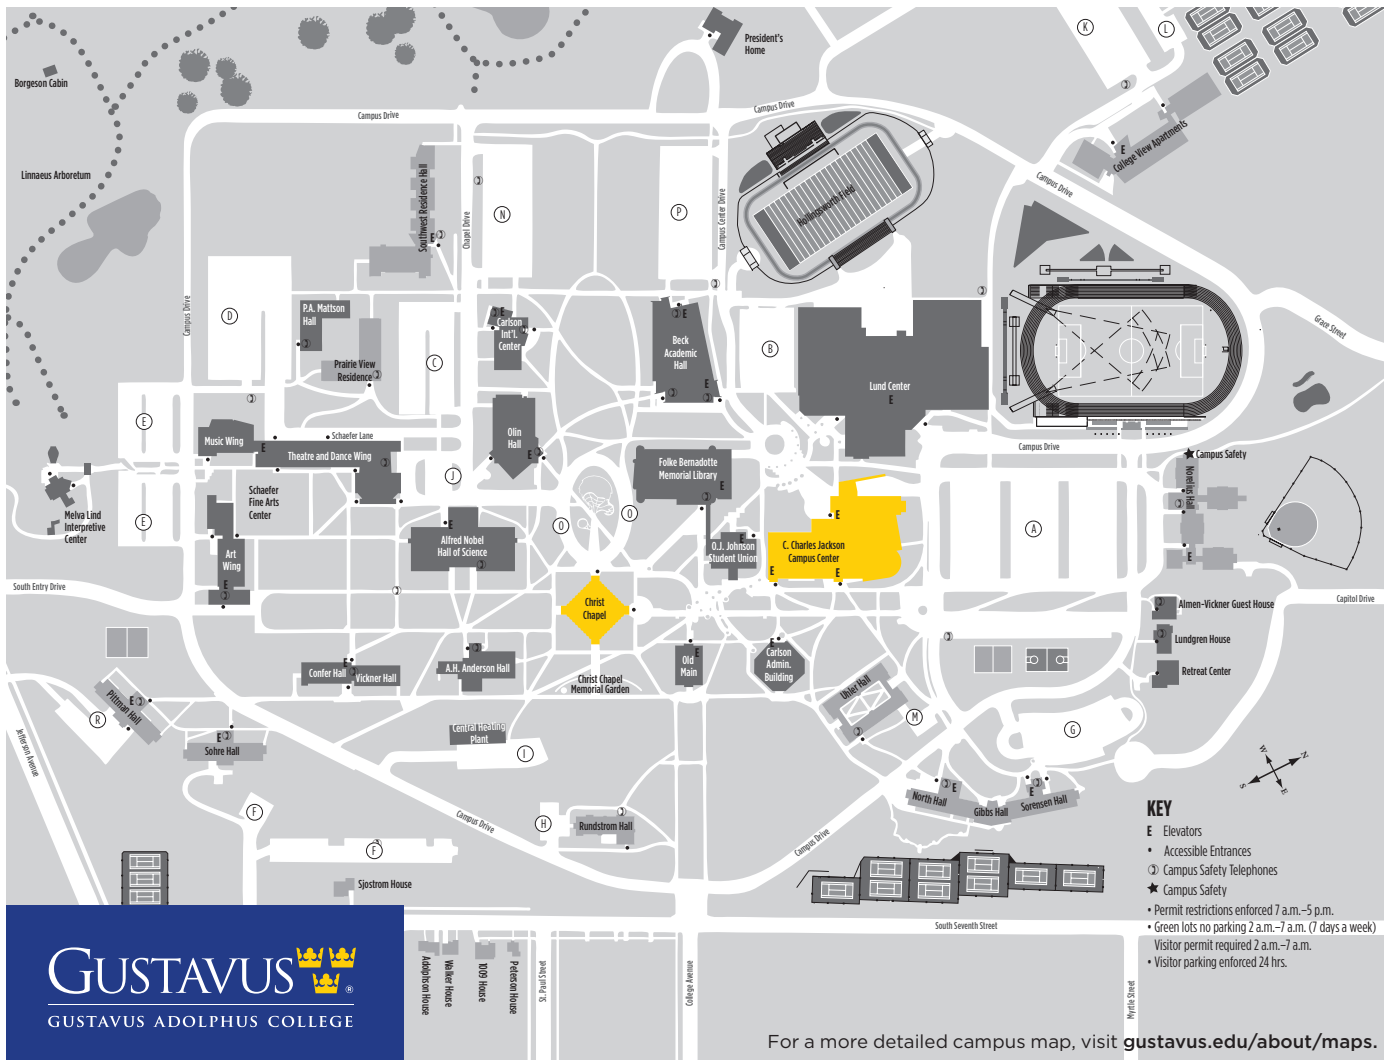 President's
Home
K
L
Borgeson Cabin
Campus Drive
Campus Drive
College View Apartments
E
Linnaeus Arboretum
Southwest Residence Hall
E
Chapel Drive
N
P
Campus Center Drive
Hollingsworth Field
Campus Drive
Campus Drive
D
P.A. Mattson
Hall
Prairie View
Residence
C
E
Carlson
Int'l.
Center
E
Beck
Academic
Hall
E
B
Lund Center
E
Grace Street
E
Music Wing
Schaefer Lane
E
Theatre and Dance Wing
Olin
Hall
E
Campus Drive
Campus Safety
J
Folke Bernadotte
Memorial Library
E
Norelius Hall
Schaefer
Fine Arts
Center
Melva Lind
Interpretive
Center
E
O
O
E
A
E
Alfred Nobel
Hall of Science
E
O.J. Johnson
Student Union
C. Charles Jackson
Campus Center
E
E
E
Art
Wing
E
South Entry Drive
Christ
Chapel
Capitol Drive
Almen-Vickner Guest House
Lundgren House
Retreat Center
E
Confer Hall
Vickner Hall
A.H. Anderson Hall
Christ Chapel
Memorial Garden
E
Old
Main
E
Carlson
Admin.
Building
Uhler Hall
M
G
Pittman Hall
E
R
E
Sohre Hall
Central Heating
Plant
I
Jefferson Avenue
W
N
S
E
F
Campus Drive
H
Rundstrom Hall
Campus Drive
North Hall
E
Gibbs Hall
E
Sorensen Hall
F
Sjostrom House
KEY
E Elevators
• Accessible Entrances
Campus Safety Telephones
★ Campus Safety
• Permit restrictions enforced 7 a.m.–5 p.m.
• Green lots no parking 2 a.m.–7 a.m. (7 days a week)
Visitor permit required 2 a.m.–7 a.m.
• Visitor parking enforced 24 hrs.
South Seventh Street
Adolphson House
Walker House
1009 House
Peterson House
St. Paul Street
College Avenue
Myrtle Street
GUSTAVUS®
GUSTAVUS ADOLPHUS COLLEGE
For a more detailed campus map, visit gustavus.edu/about/maps.